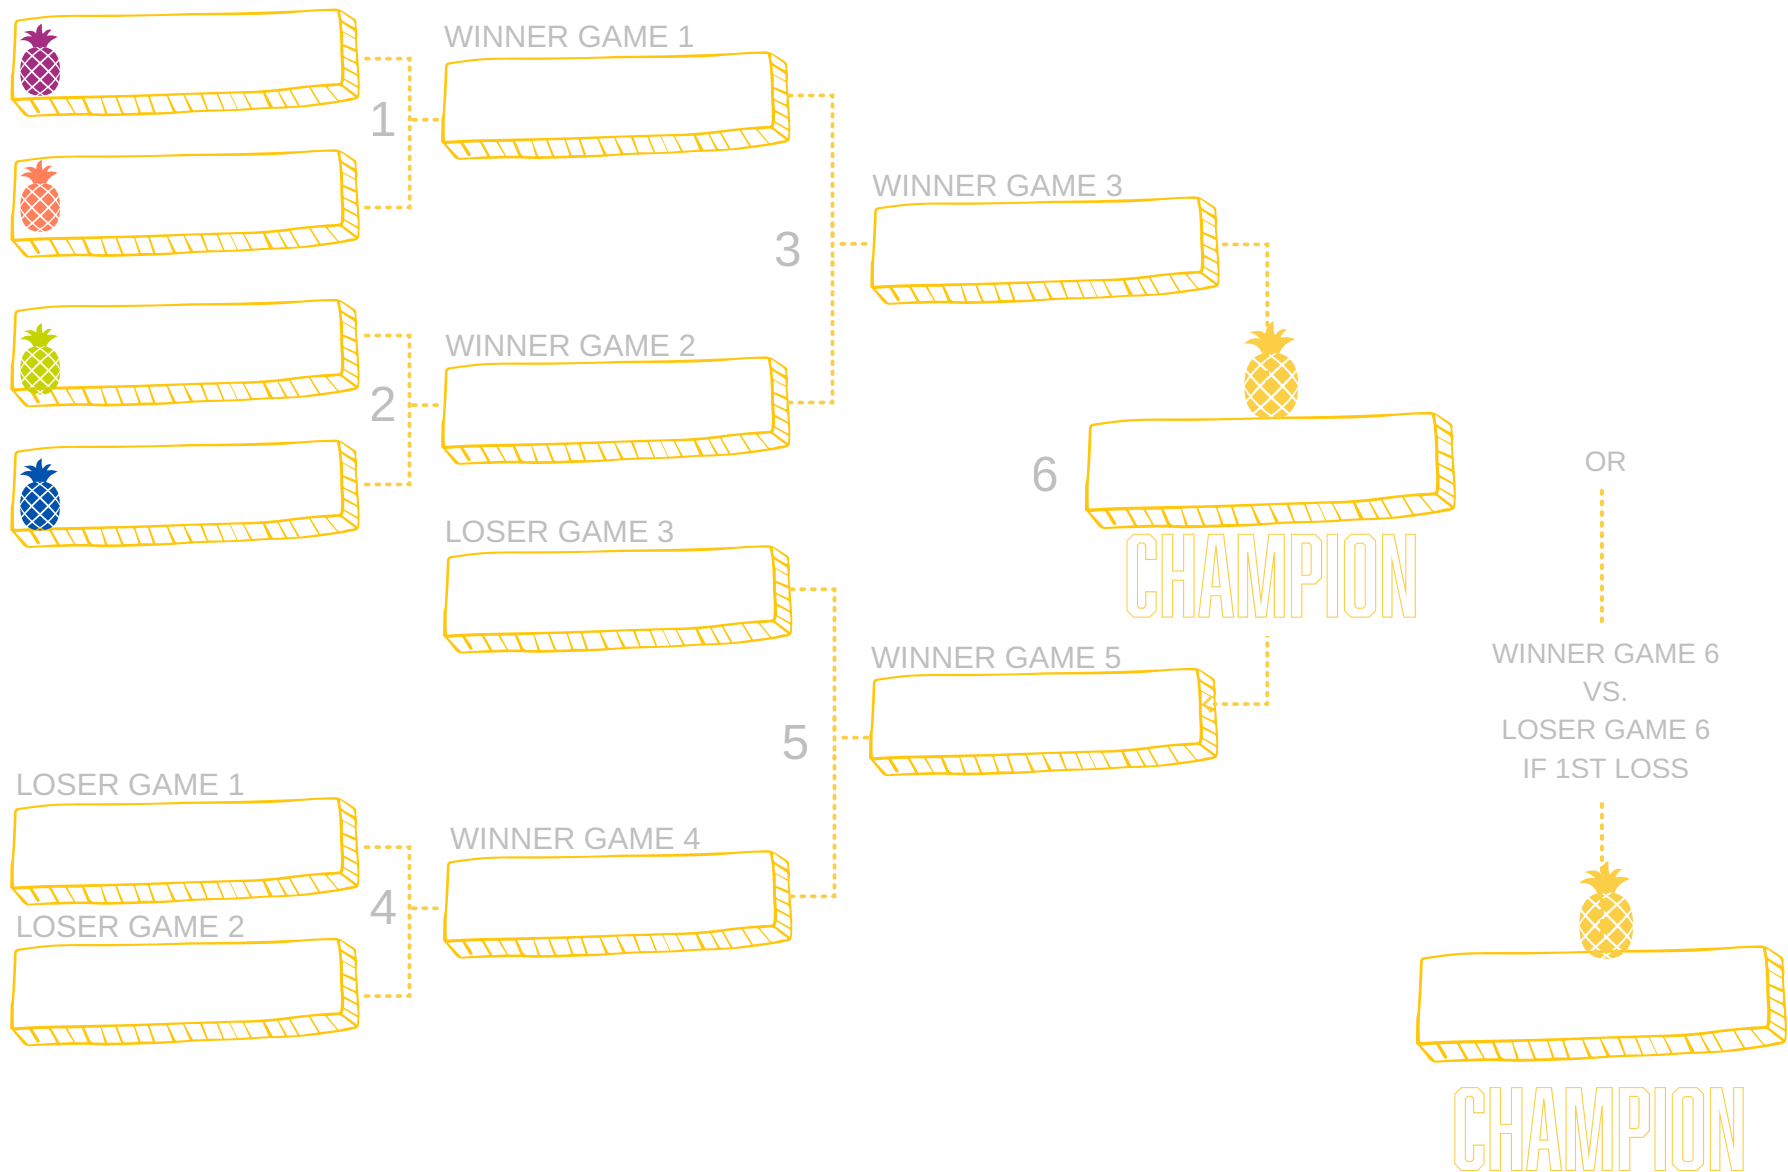 WINNER GAME 1
1
WINNER GAME 2
2
3
WINNER GAME 3
LOSER GAME 3
LOSER GAME 1
LOSER GAME 2
4
WINNER GAME 4
5
WINNER GAME 5
6
CHAMPION
OR
WINNER GAME 6
VS.
LOSER GAME 6
IF 1ST LOSS
CHAMPION